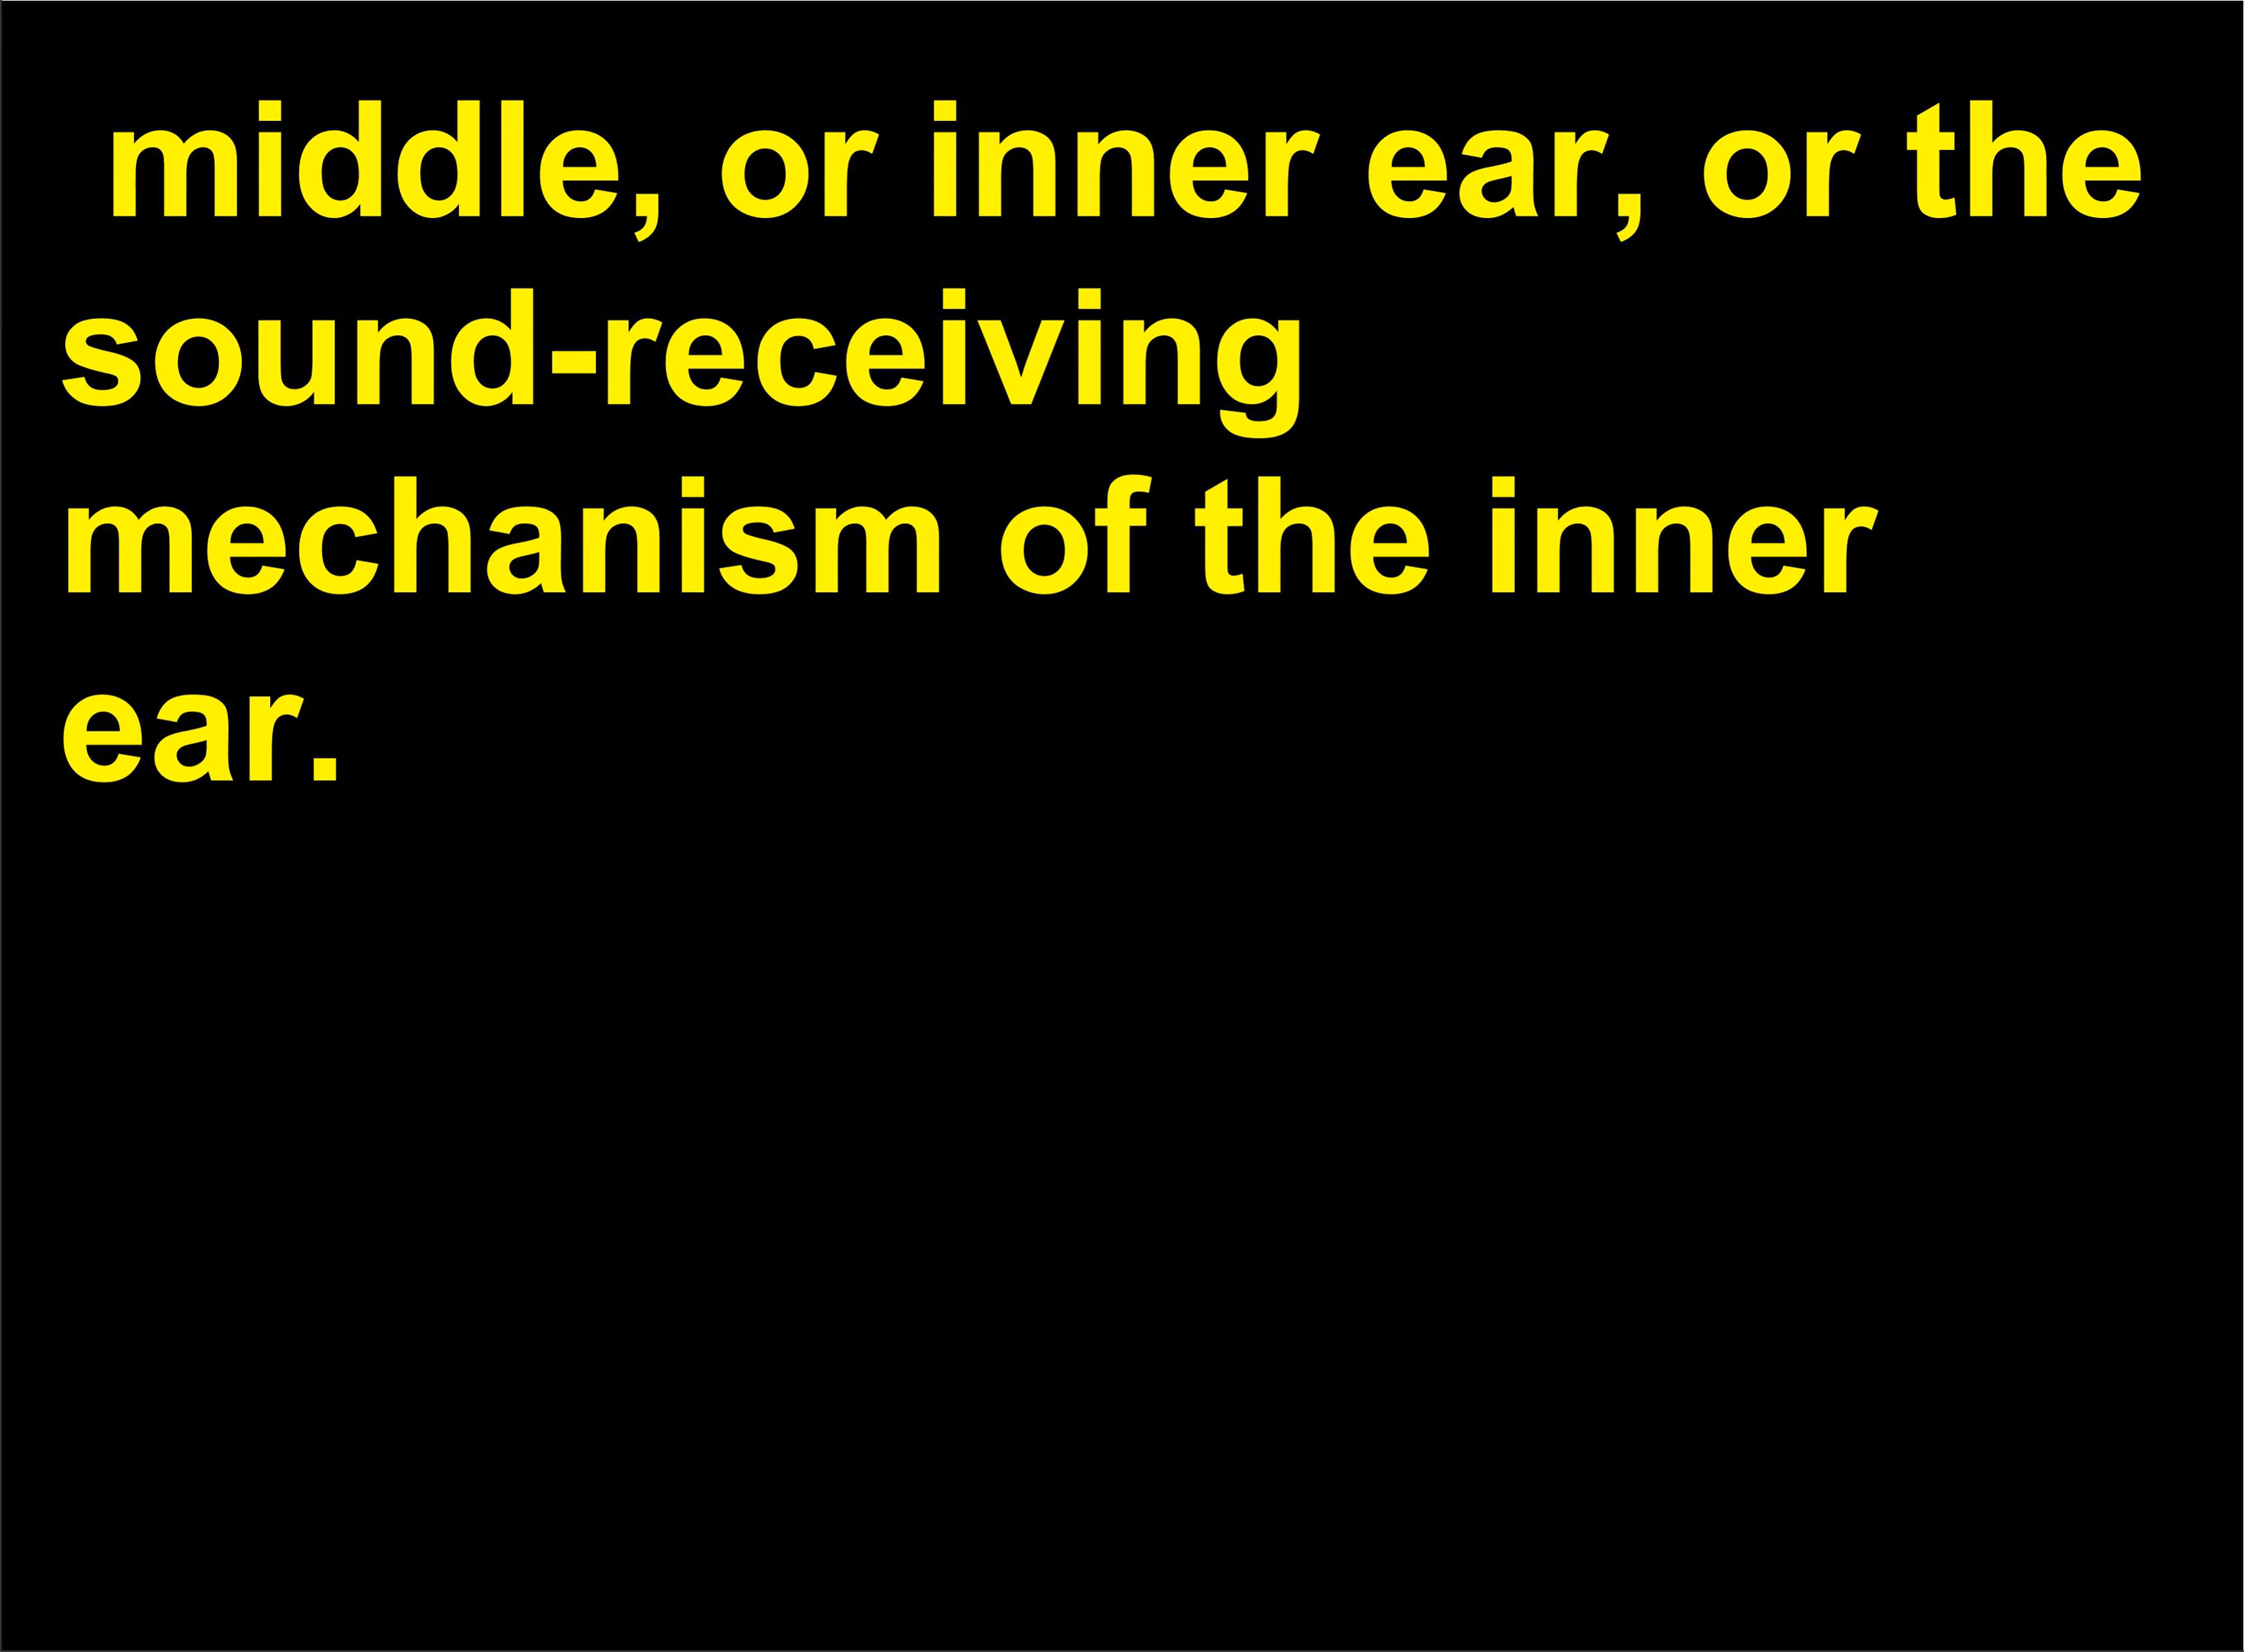 middle, or inner ear, or the
sound-receiving
mechanism of the inner
ear.